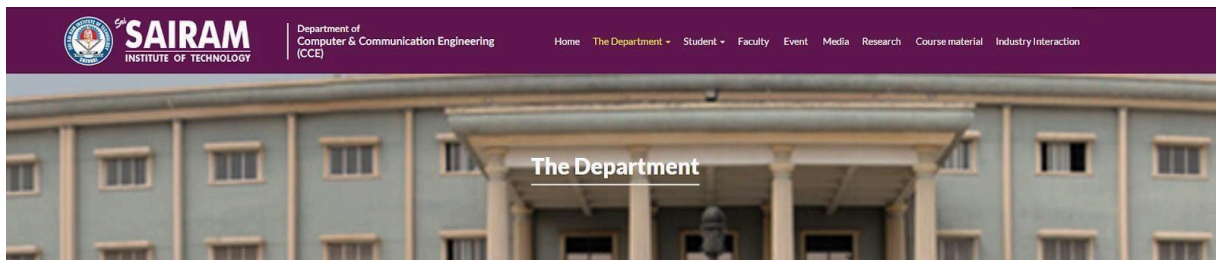 Sri
SAIRAM
INSTITUTE OF TECHNOLOGY
Department of
Computer & Communication Engineering
(CCE)
Home The Department Student Faculty Event Media Research Course material Industry Interaction
The Department